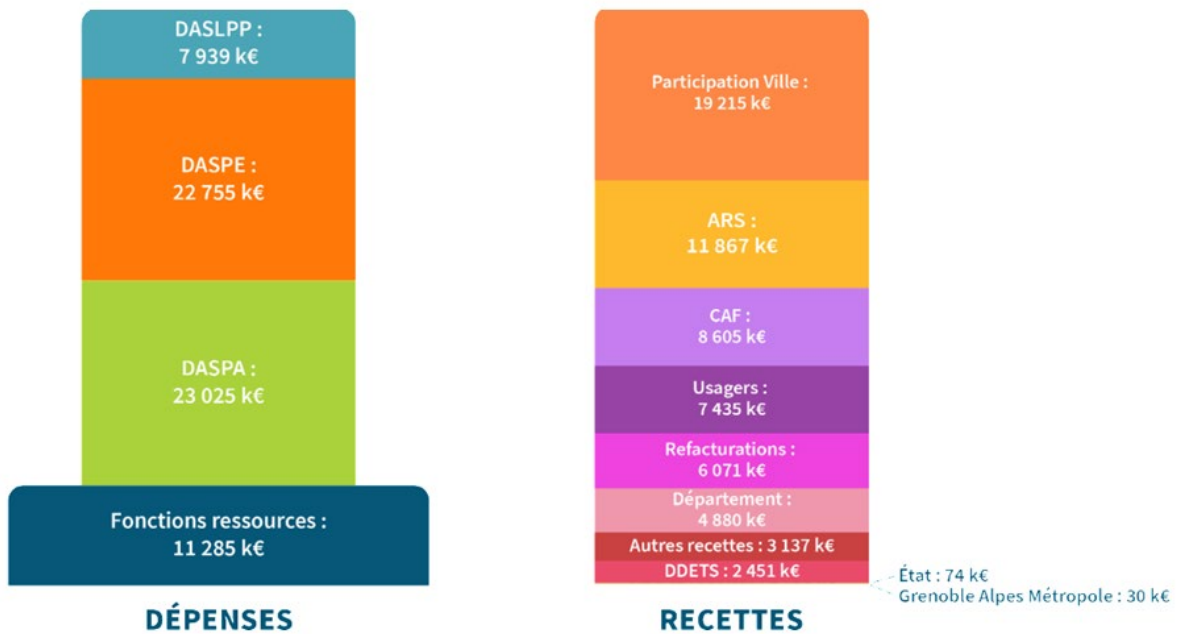 DASLPP :
7 939 k€
DASPE :
22 755 k€
DASPA :
23 025 k€
Fonctions ressources :
11 285 k€
DÉPENSES
Participation Ville :
19 215 k€
ARS :
11 867 k€
CAF :
8 605 k€
Usagers :
7 435 k€
Refacturations :
6 071 k€
Département :
4 880 k€
Autres recettes : 3 137 k€
DDETS : 2 451 k€
État : 74 k€
Grenoble Alpes Métropole : 30 k€
RECETTES